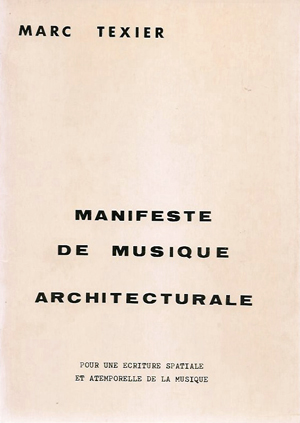 MARC TEXIER
MANIFESTE
DE MUSIQUE
ARCHITECTURALE
POUR UNE ECRITURE SPATIALE
ET ATEMPORELLE DE LA MUSIQUE